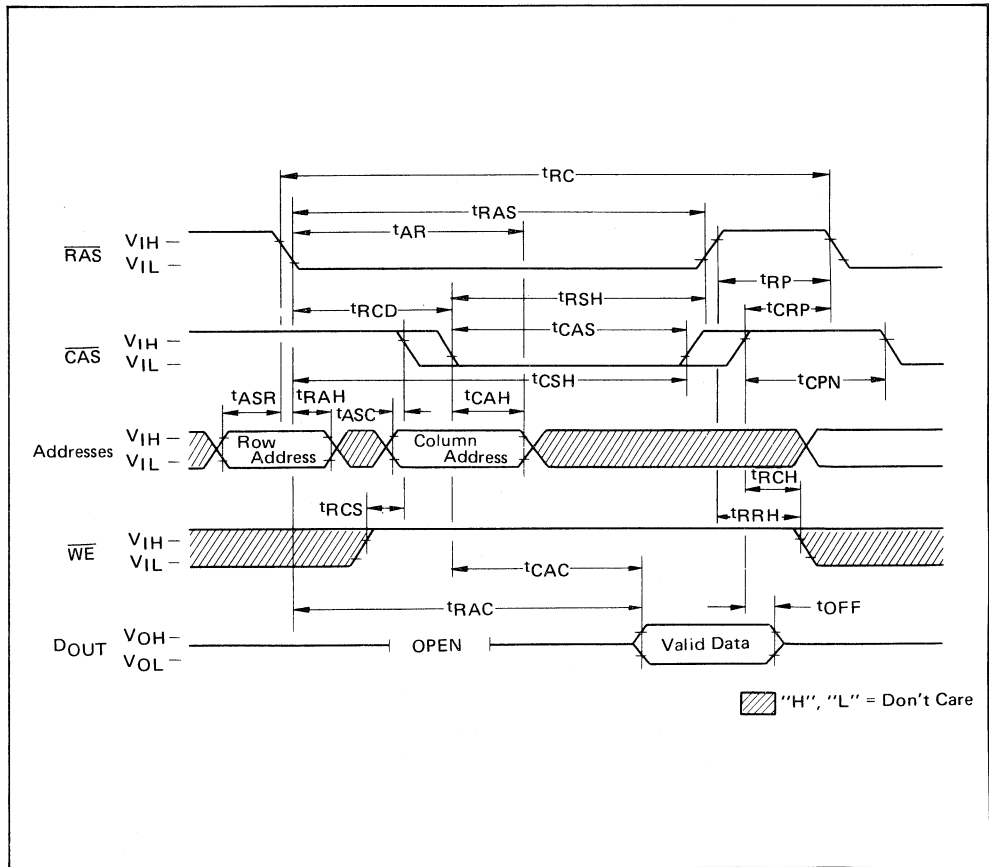 tRC
tRAS
tAR
RAS
VIH
VIL
tRP
tRSH
tRCD
tCRP
tCAS
CAS
VIH
VIL
tCSH
tCPN
tASR
tRAH
tASC
tCAH
Addresses
VIH
VIL
Row
Address
Column
Address
tRCH
tRCS
tRRH
WE
VIH
VIL
tCAC
tRAC
tOFF
DOUT
VOH
VOL
OPEN
Valid Data
"H", "L" = Don't Care